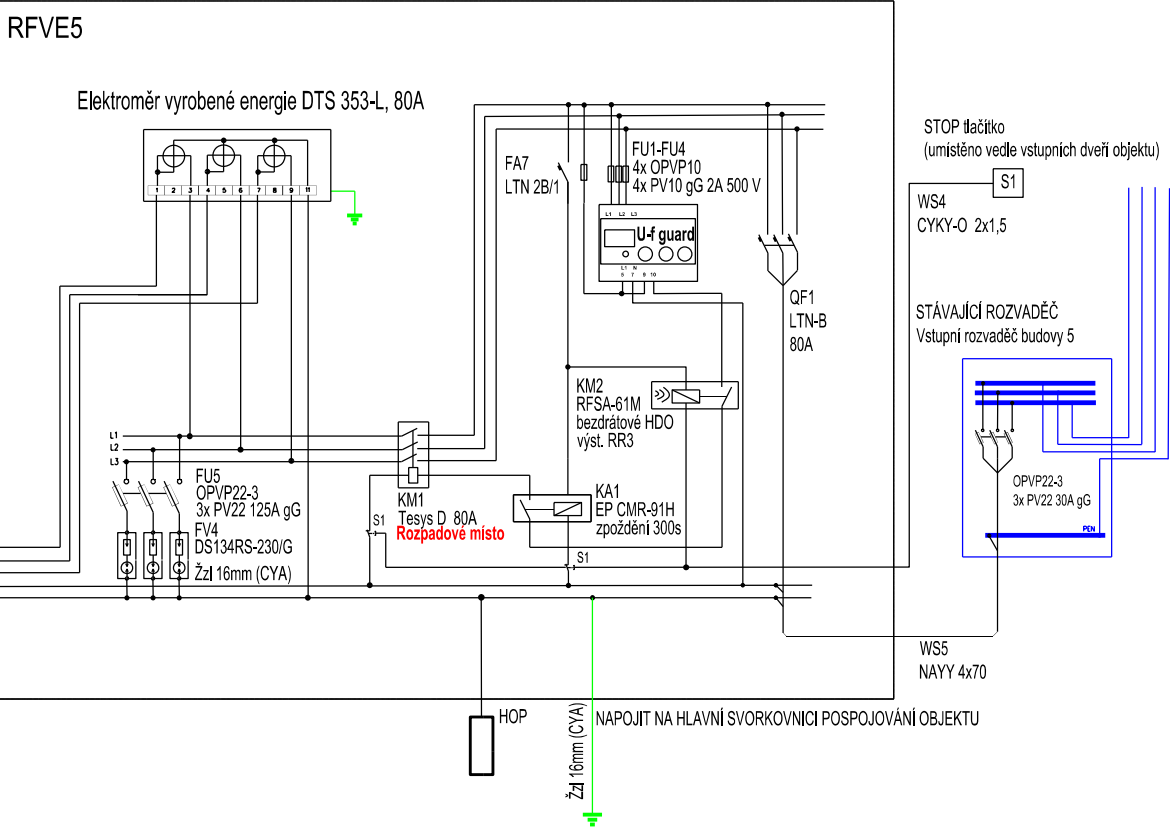 RFVE5
Elektroměr vyrobené energie DTS 353-L, 80A
1 2 3 4 5 6 7 8 9 11
FA7
LTN 2B/1
FU1-FU4
4x OPVP10
4x PV10 gG 2A 500 V
L1 L2 L3
U-f guard
L1 N
7 9 10
QF1
LTN-B
80A
STOP tlačítko
(umístěno vedle vstupních dveří objektu)
S1
WS4
CYKY-O 2x1,5
STÁVAJÍCÍ ROZVADĚČ
Vstupní rozvaděč budovy 5
OPVP22-3
3x PV22 30A gG
PEN
KM2
RFSA-61M
bezdrátové HDO
výst. RR3
L1
L2
L3
FU5
OPVP22-3
3x PV22 125A gG
FV4
DS134RS-230/G
Žzl 16mm (CYA)
KM1
Tesys D 80A
Rozpadové místo
S1
KA1
EP CMR-91H
zpoždění 300s
S1
WS5
NAYY 4x70
HOP
Žzl 16mm (CYA)
NAPOJIT NA HLAVNÍ SVORKOVNICI POSPOJOVÁNÍ OBJEKTU